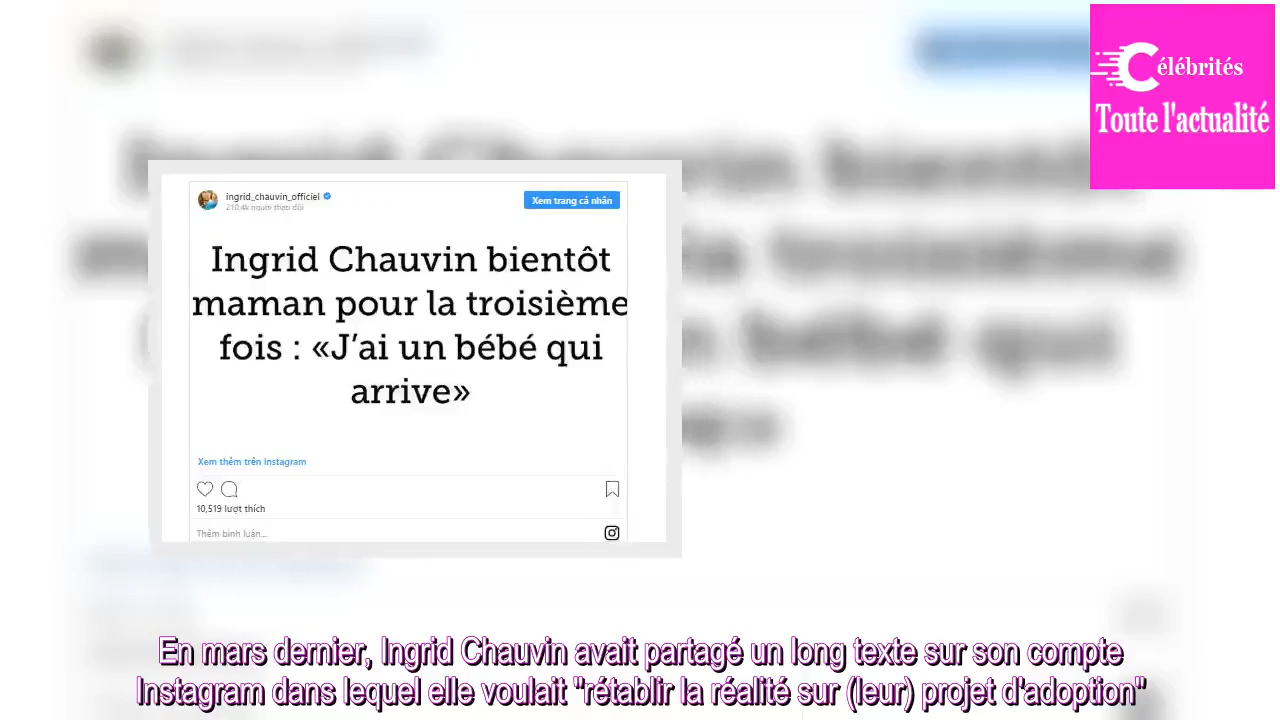 Célébrités
Toute l'actualité
ingrid_chauvin_officiel
210,4k người theo dõi
Xem trang cá nhân
Ingrid Chauvin bientôt
maman pour la troisième
fois : «J’ai un bébé qui
arrive»
Xem thêm trên Instagram
10,519 lượt thích
Thêm bình luận...
En mars dernier, Ingrid Chauvin avait partagé un long texte sur son compte
Instagram dans lequel elle voulait "rétablir la réalité sur (leur) projet d'adoption"